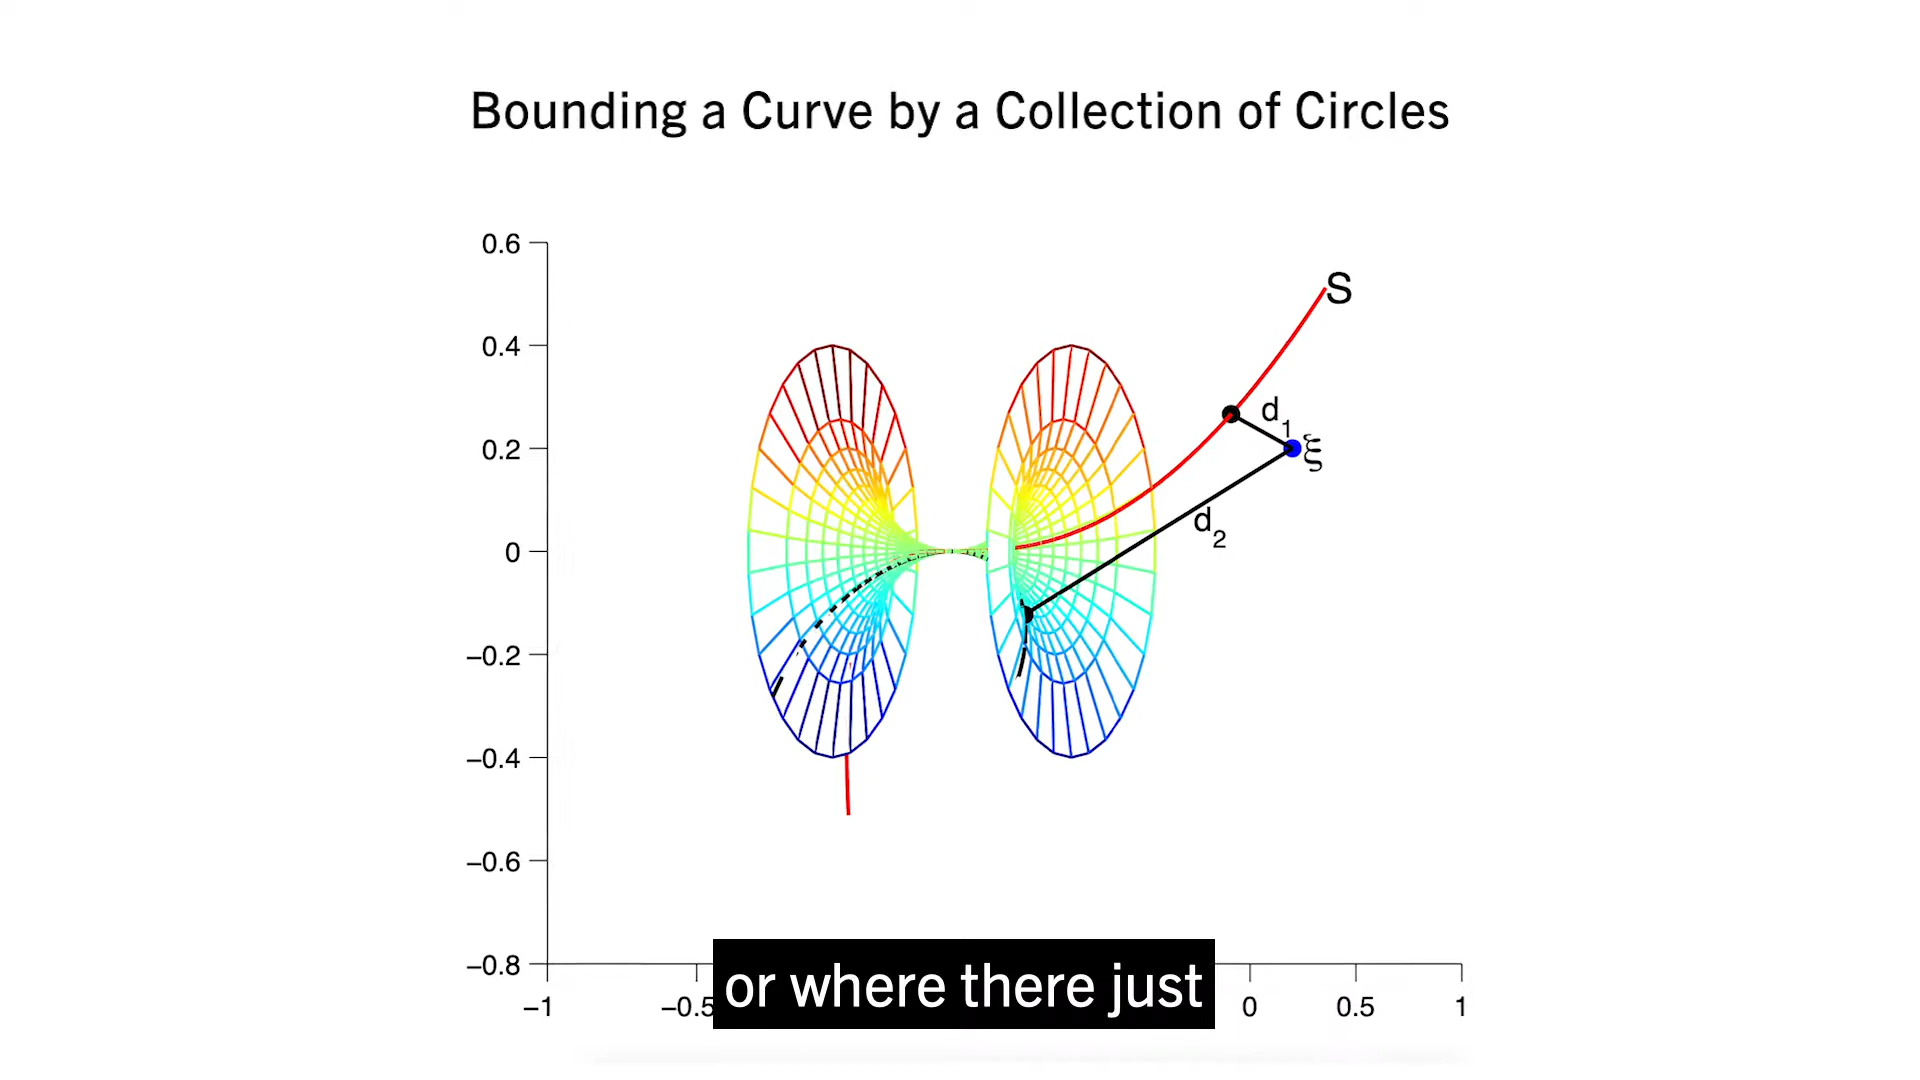 Bounding a Curve by a Collection of Circles
0.6
S
0.4
d1
ξ
0.2
d2
0
−0.2
−0.4
−0.6
−0.8
or where there just
−1
−0.5
0
0.5
1